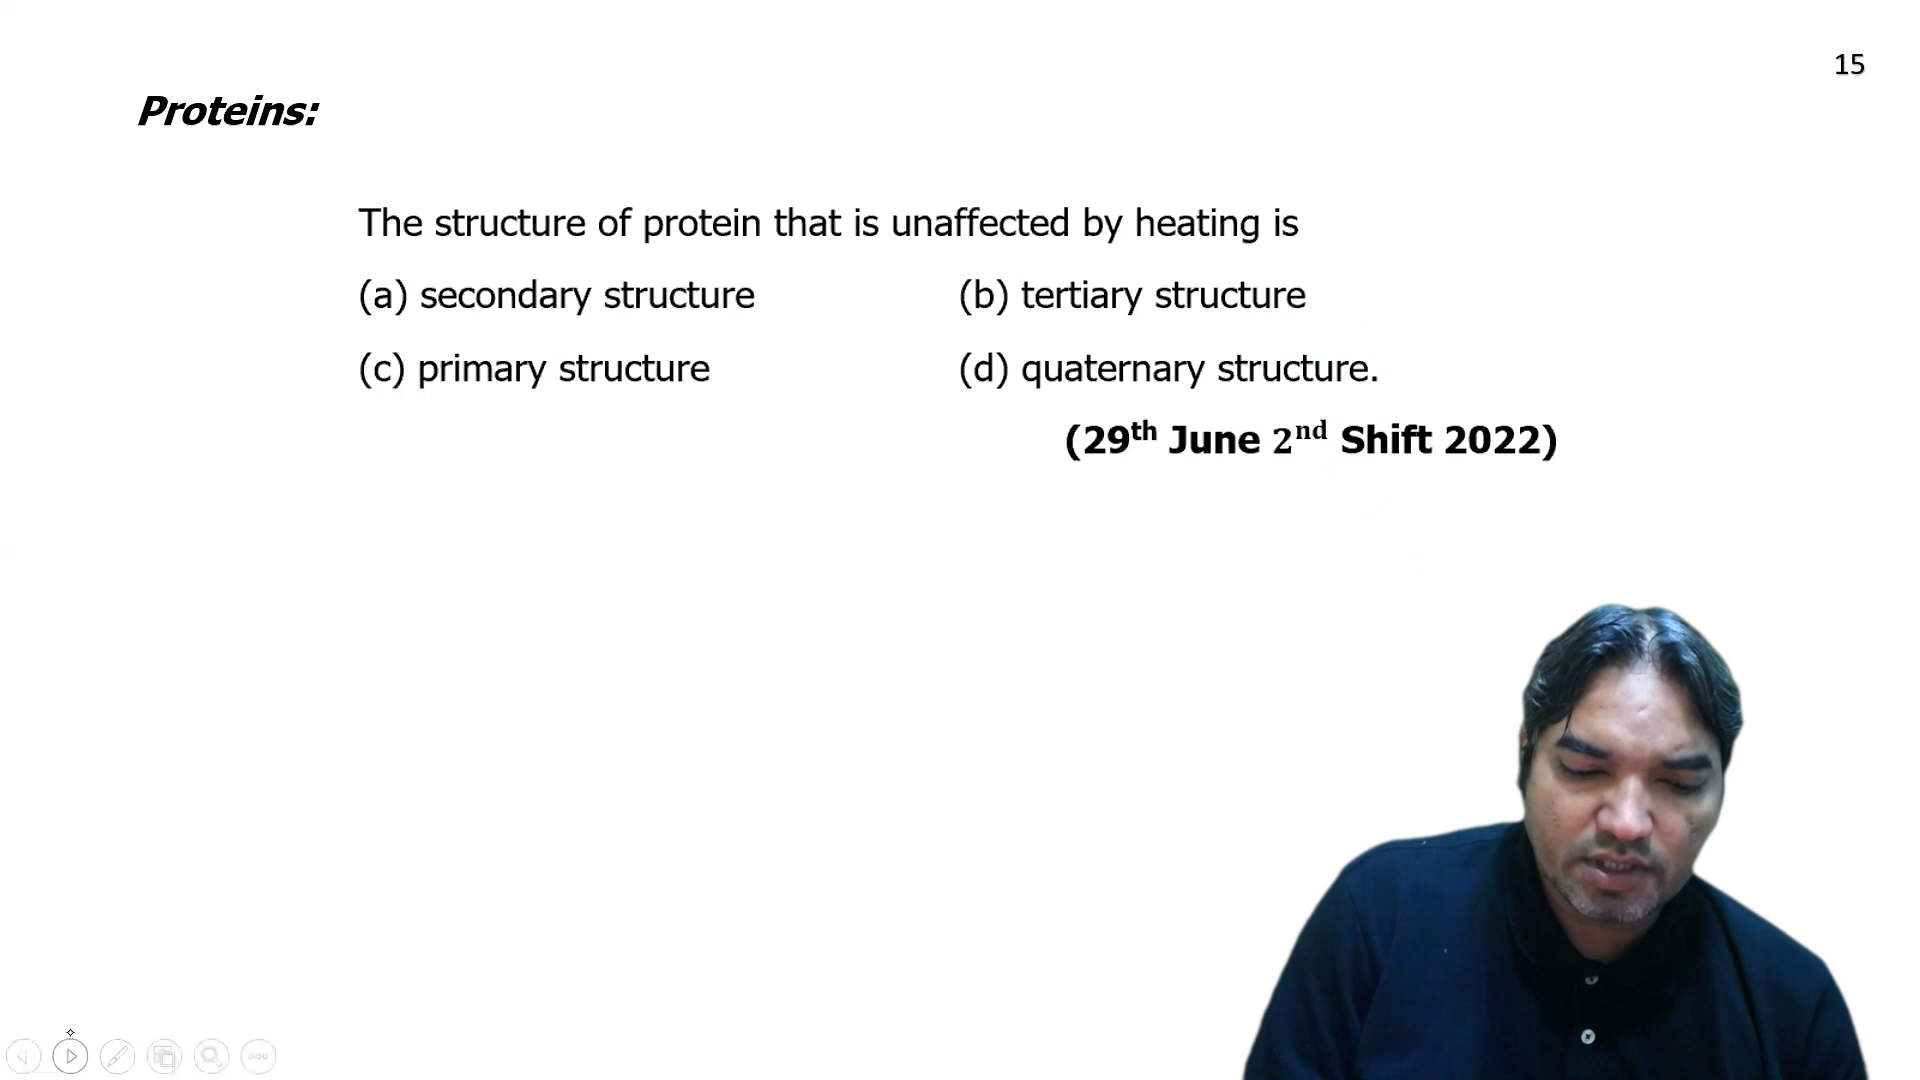 15
Proteins:
The structure of protein that is unaffected by heating is
(a) secondary structure (b) tertiary structure
(c) primary structure (d) quaternary structure.
(29th June 2nd Shift 2022)